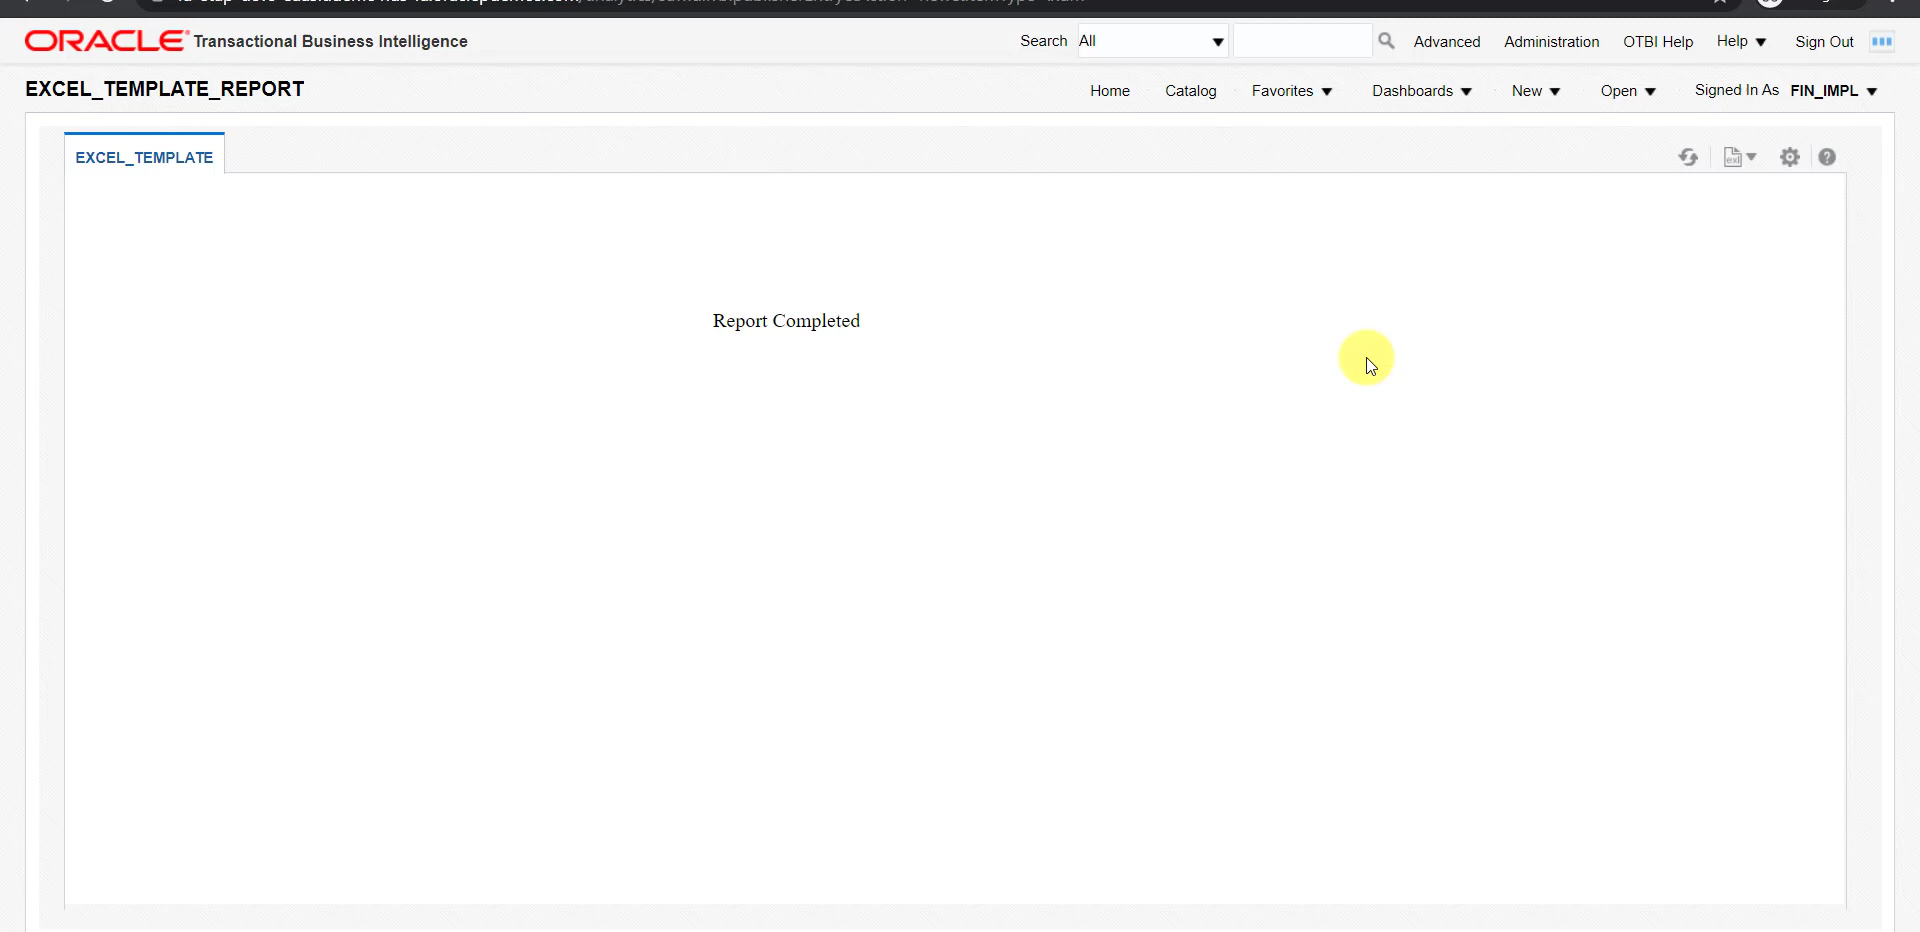 ORACLE Transactional Business Intelligence
Search All Advanced Administration OTBI Help Help Sign Out
EXCEL_TEMPLATE_REPORT
Home Catalog Favorites Dashboards New Open Signed In As FIN_IMPL
EXCEL_TEMPLATE
Report Completed